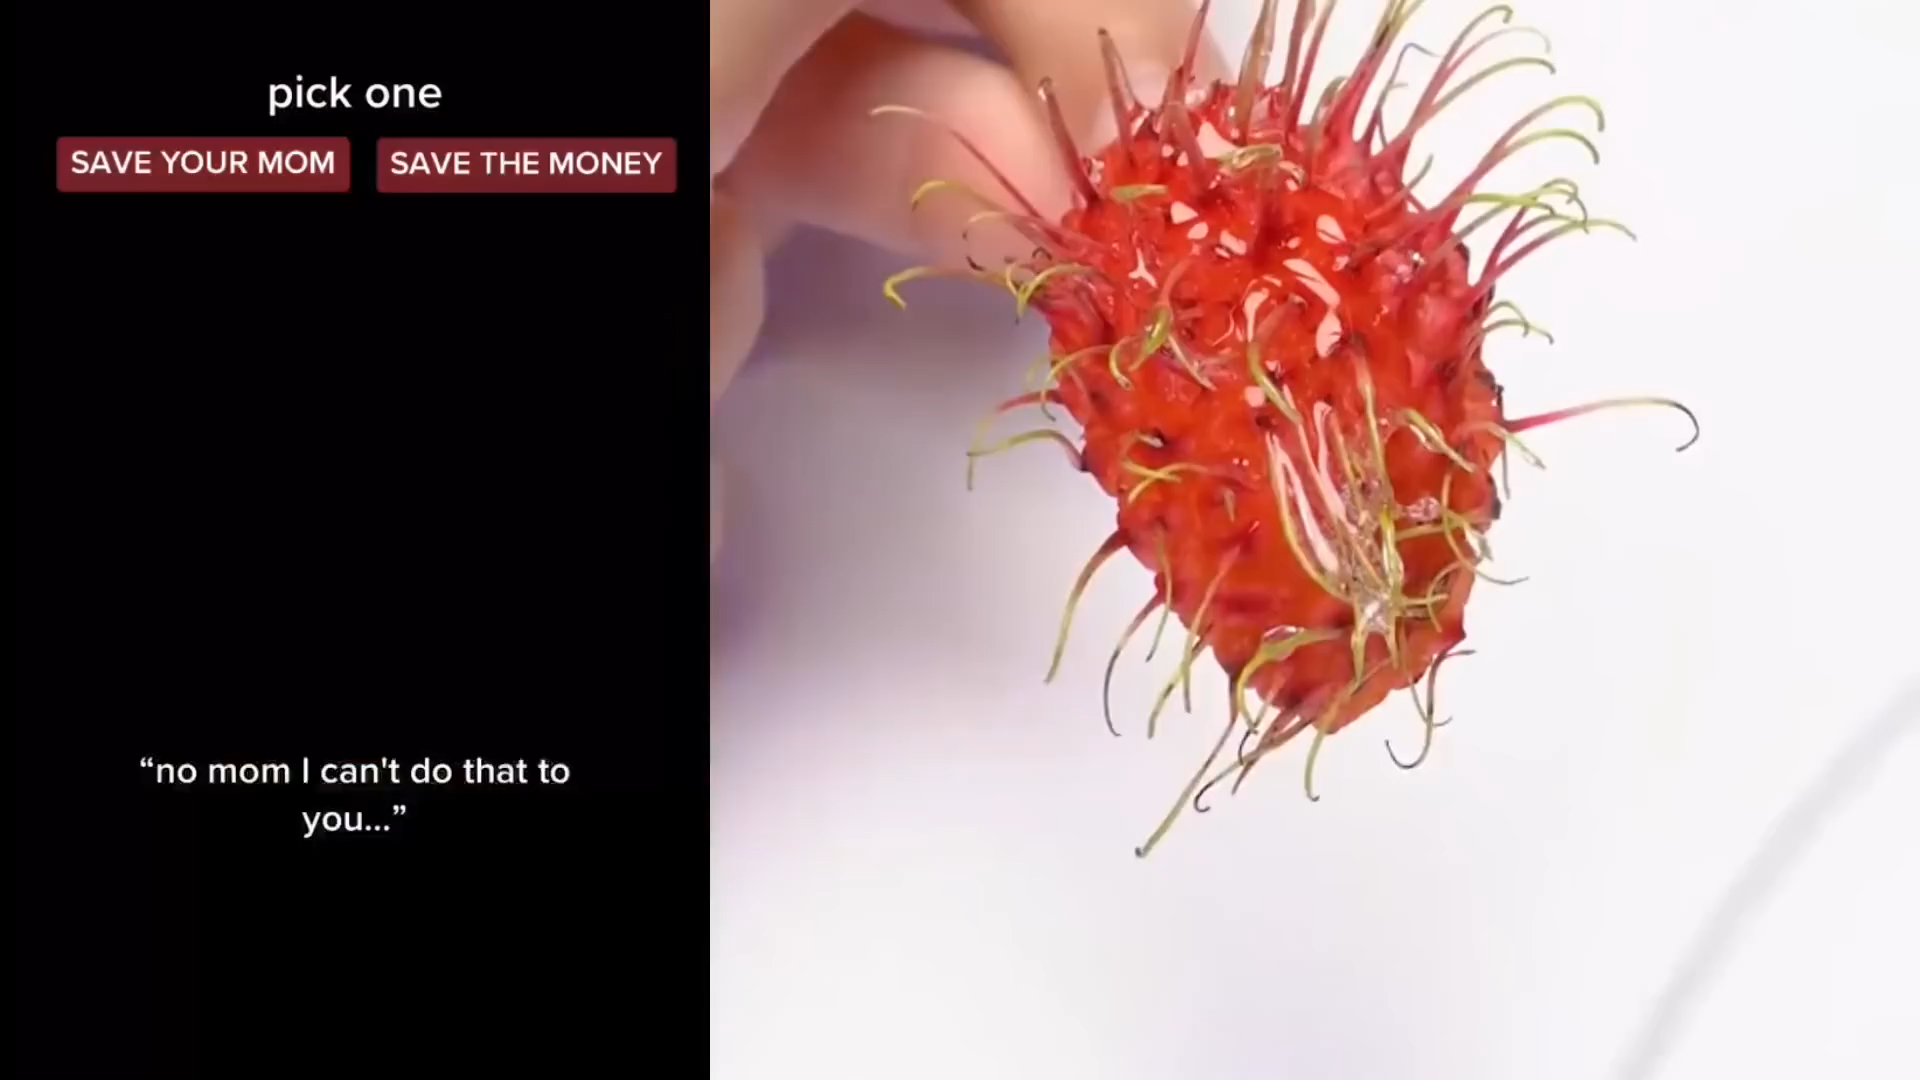 pick one
SAVE YOUR MOM SAVE THE MONEY
“no mom I can't do that to
you...”